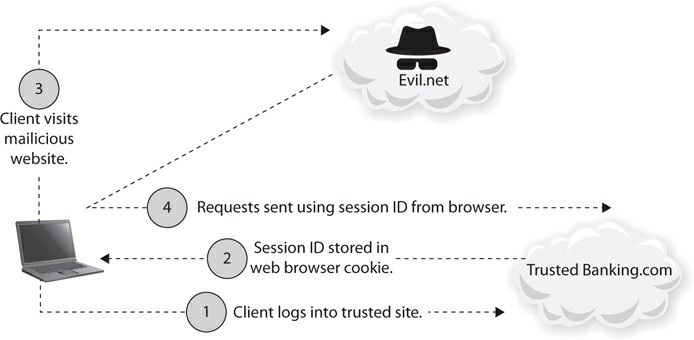 Evil.net
3
Client visits
mailicious
website.
4 Requests sent using session ID from browser.
2 Session ID stored in
web browser cookie.
Trusted Banking.com
1 Client logs into trusted site.